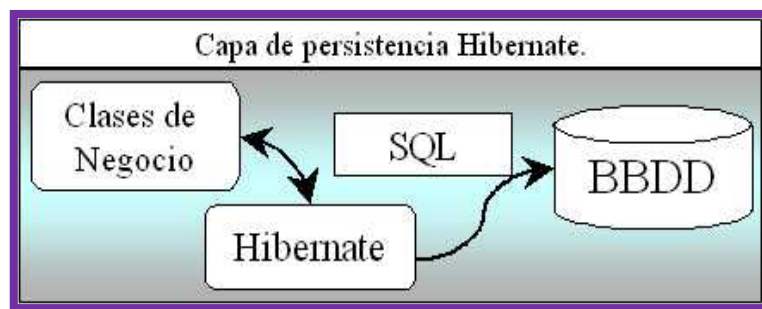 Capa de persistencia Hibernate.
Clases de
Negocio
SQL
BBDD
Hibernate